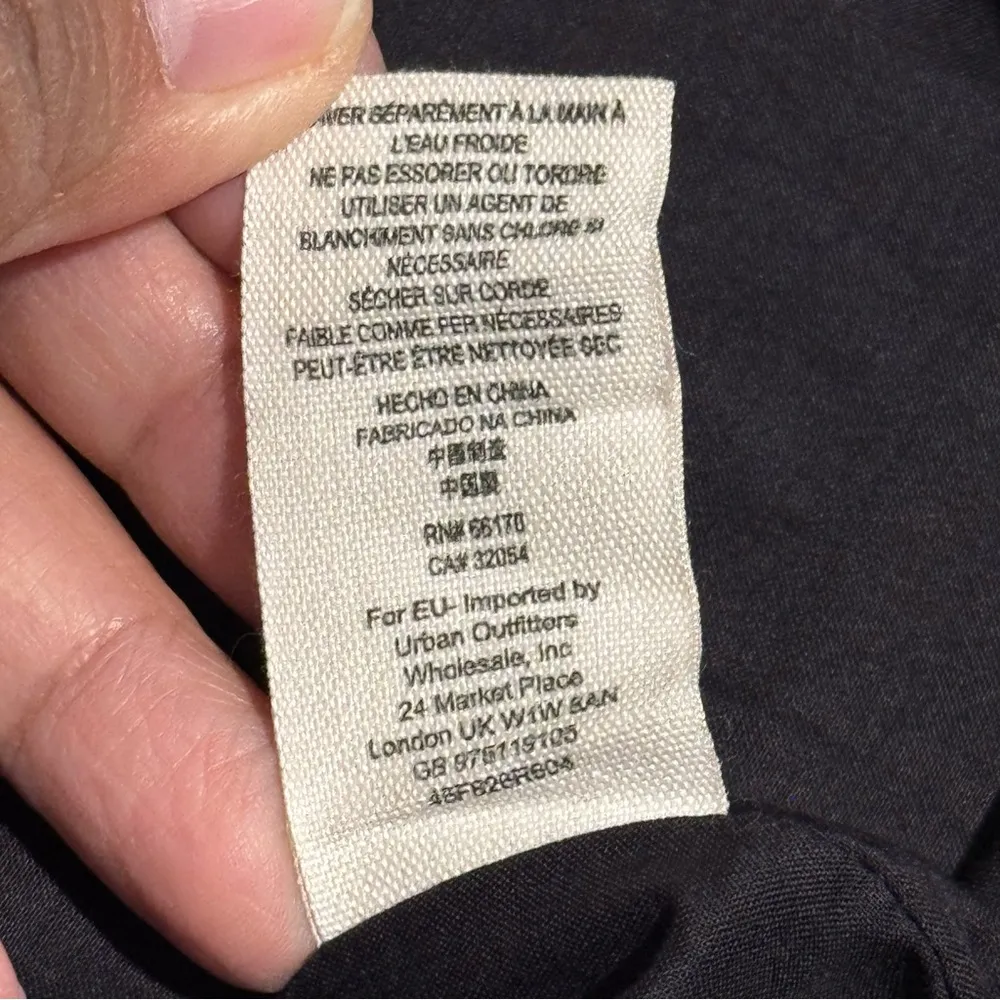 SÉPARÉMENT À LA MAIN À
L'EAU FROIDE
NE PAS ESSORER OU TORDRE
UTILISER UN AGENT DE
BLANCHIMENT SANS CHLORE SI
NÉCESSAIRE
SÉCHER SUR CORDE
FAIBLE COMME FER NÉCESSAIRES
PEUT-ÊTRE ÊTRE NETTOYÉE SEC
HECHO EN CHINA
FABRICADO NA CHINA
中国制造
中国製
RN# 66170
CA# 32054
For EU- Imported by
Urban Outfitters
Wholesale, Inc
24 Market Place
London UK W1W 8AN
GB 975119105